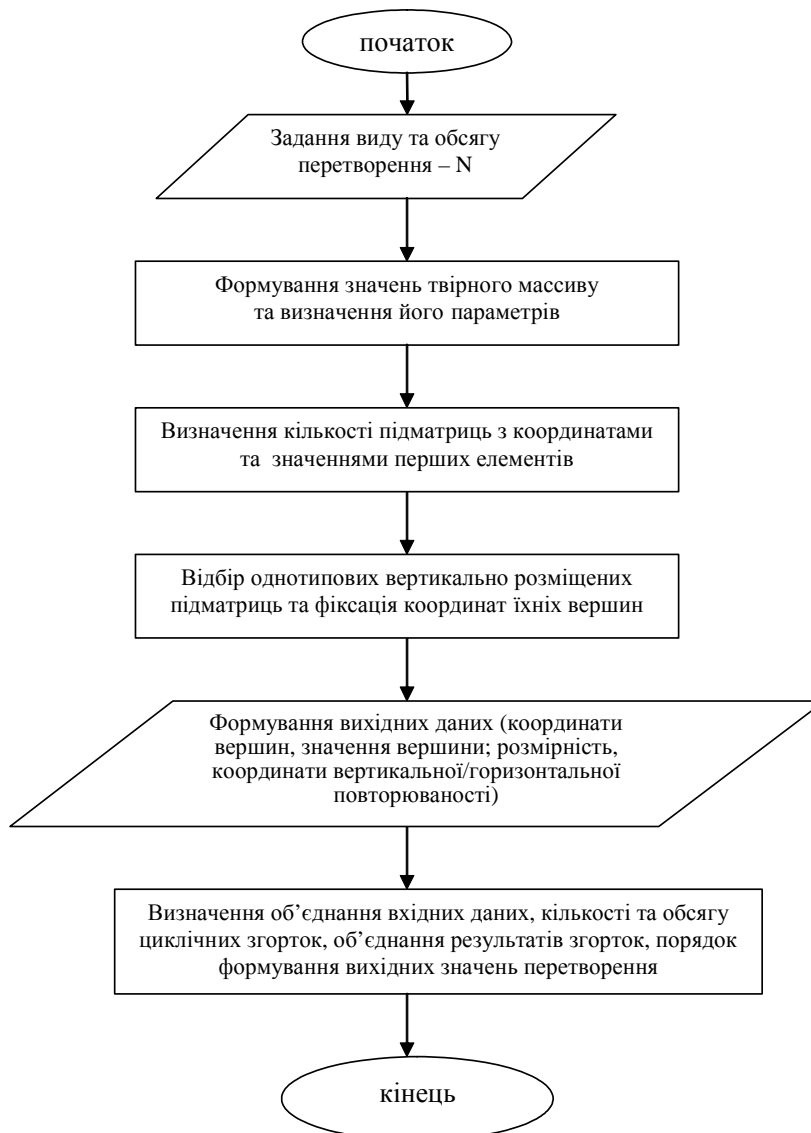 початок
Задання виду та обсягу
перетворення – N
Формування значень твірного массиву
та визначення його параметрів
Визначення кількості підматриць з координатами
та значеннями перших елементів
Відбір однотипових вертикально розміщених
підматриць та фіксація координат їхніх вершин
Формування вихідних даних (координати
вершин, значення вершини; розмірність,
координати вертикальної/горизонтальної
повторюваності)
Визначення об’єднання вхідних даних, кількості та обсягу
циклічних згорток, об’єднання результатів згорток, порядок
формування вихідних значень перетворення
кінець